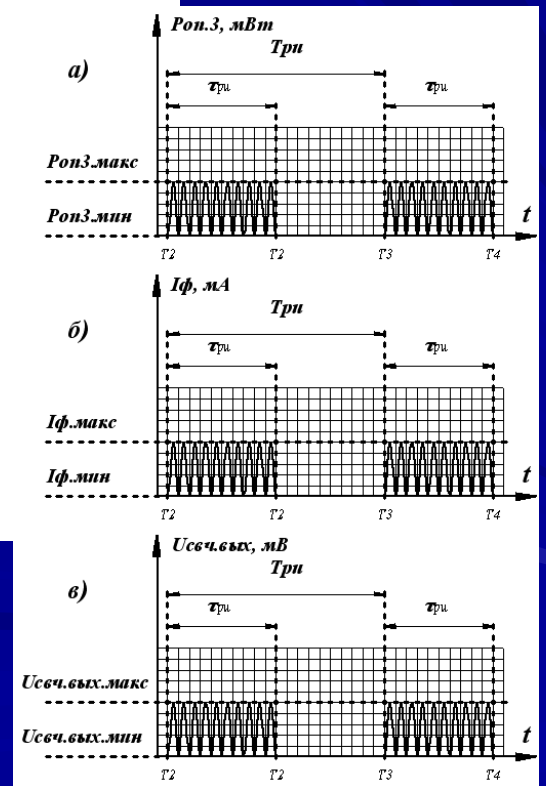 Pоп.3, мВт
Tри
а)
τри τри
Pоп3.макс
Pоп3.мин
t
T2 T2 T3 T4
Iф, мА
Tри
б)
τри τри
Iф.макс
Iф.мин
t
T2 T2 T3 T4
Uсвч.вых, мВ
Tри
в)
τри τри
Uсвч.вых.макс
Uсвч.вых.мин
t
T2 T2 T3 T4